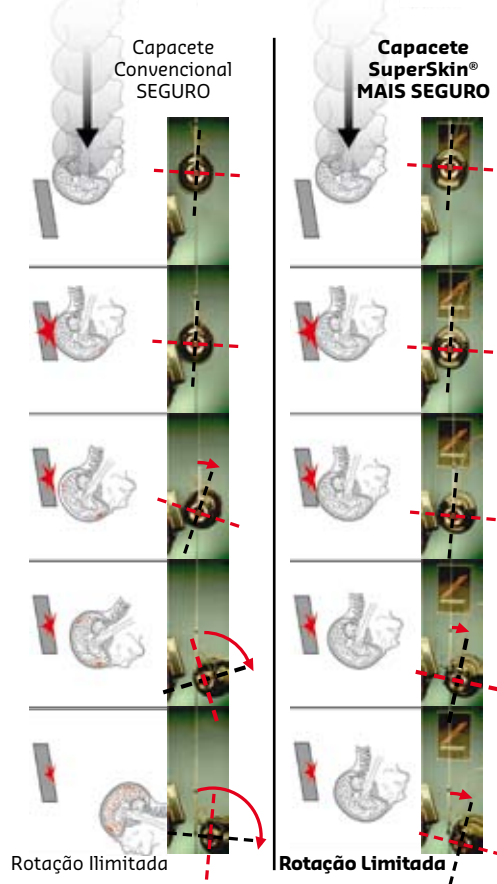 Capacete
Convencional
SEGURO
Capacete
SuperSkin®
MAIS SEGURO
Rotação Ilimitada
Rotação Limitada